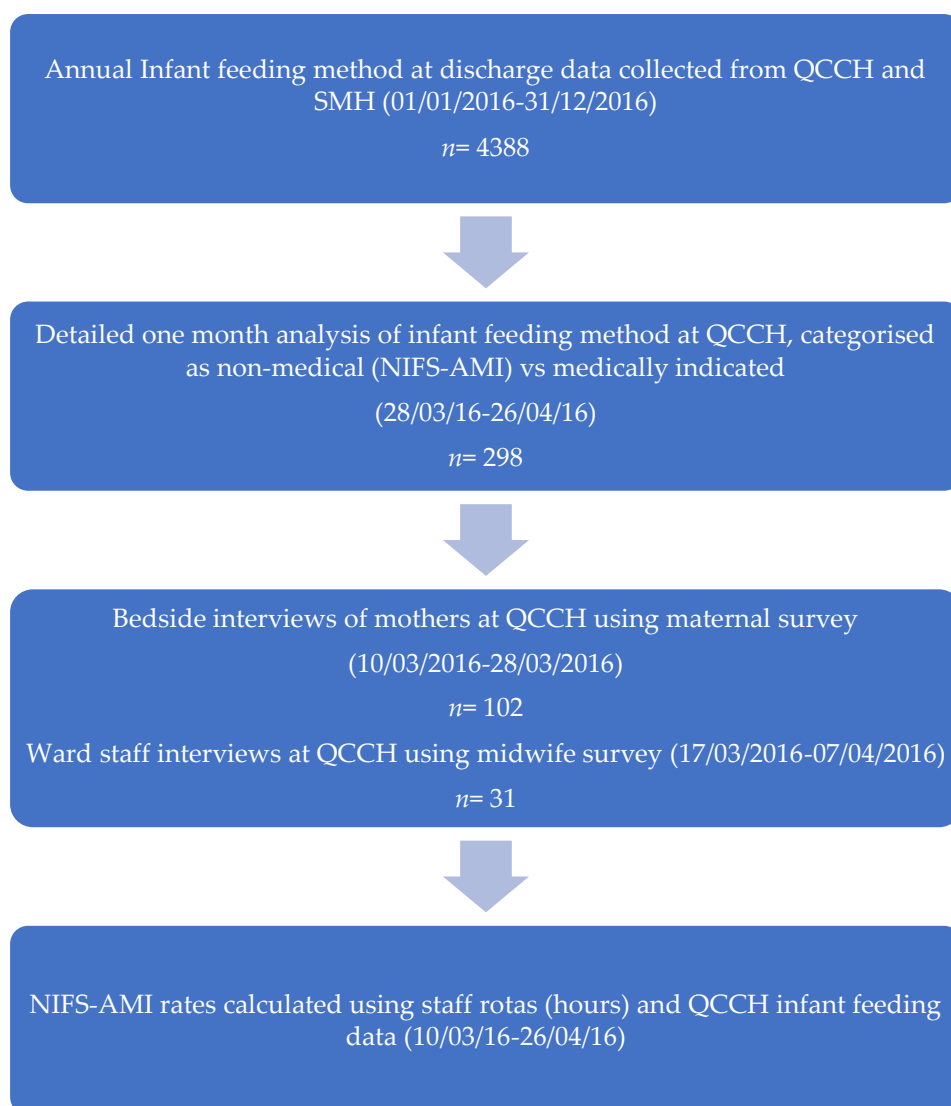 Annual Infant feeding method at discharge data collected from QCCH and
SMH (01/01/2016-31/12/2016)
n= 4388
Detailed one month analysis of infant feeding method at QCCH, categorised
as non-medical (NIFS-AMI) vs medically indicated
(28/03/16-26/04/16)
n= 298
Bedside interviews of mothers at QCCH using maternal survey
(10/03/2016-28/03/2016)
n= 102
Ward staff interviews at QCCH using midwife survey (17/03/2016-07/04/2016)
n= 31
NIFS-AMI rates calculated using staff rotas (hours) and QCCH infant feeding
data (10/03/16-26/04/16)